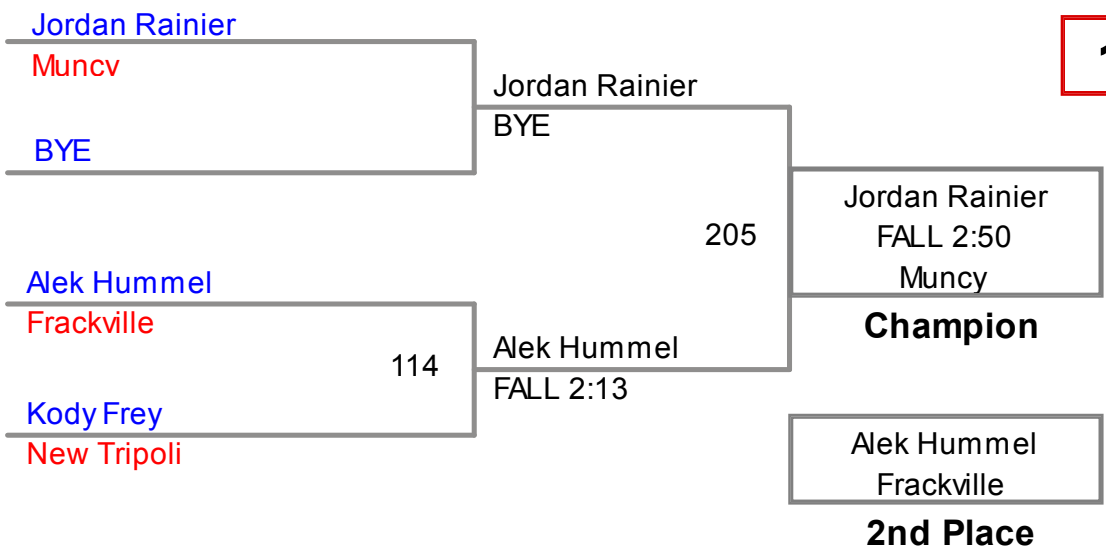 Jordan Rainier
Muncv
BYE
Jordan Rainier
BYE
205
Jordan Rainier
FALL 2:50
Muncy
Champion
Alek Hummel
Frackville
114
Alek Hummel
FALL 2:13
Kody Frey
New Tripoli
Alek Hummel
Frackville
2nd Place